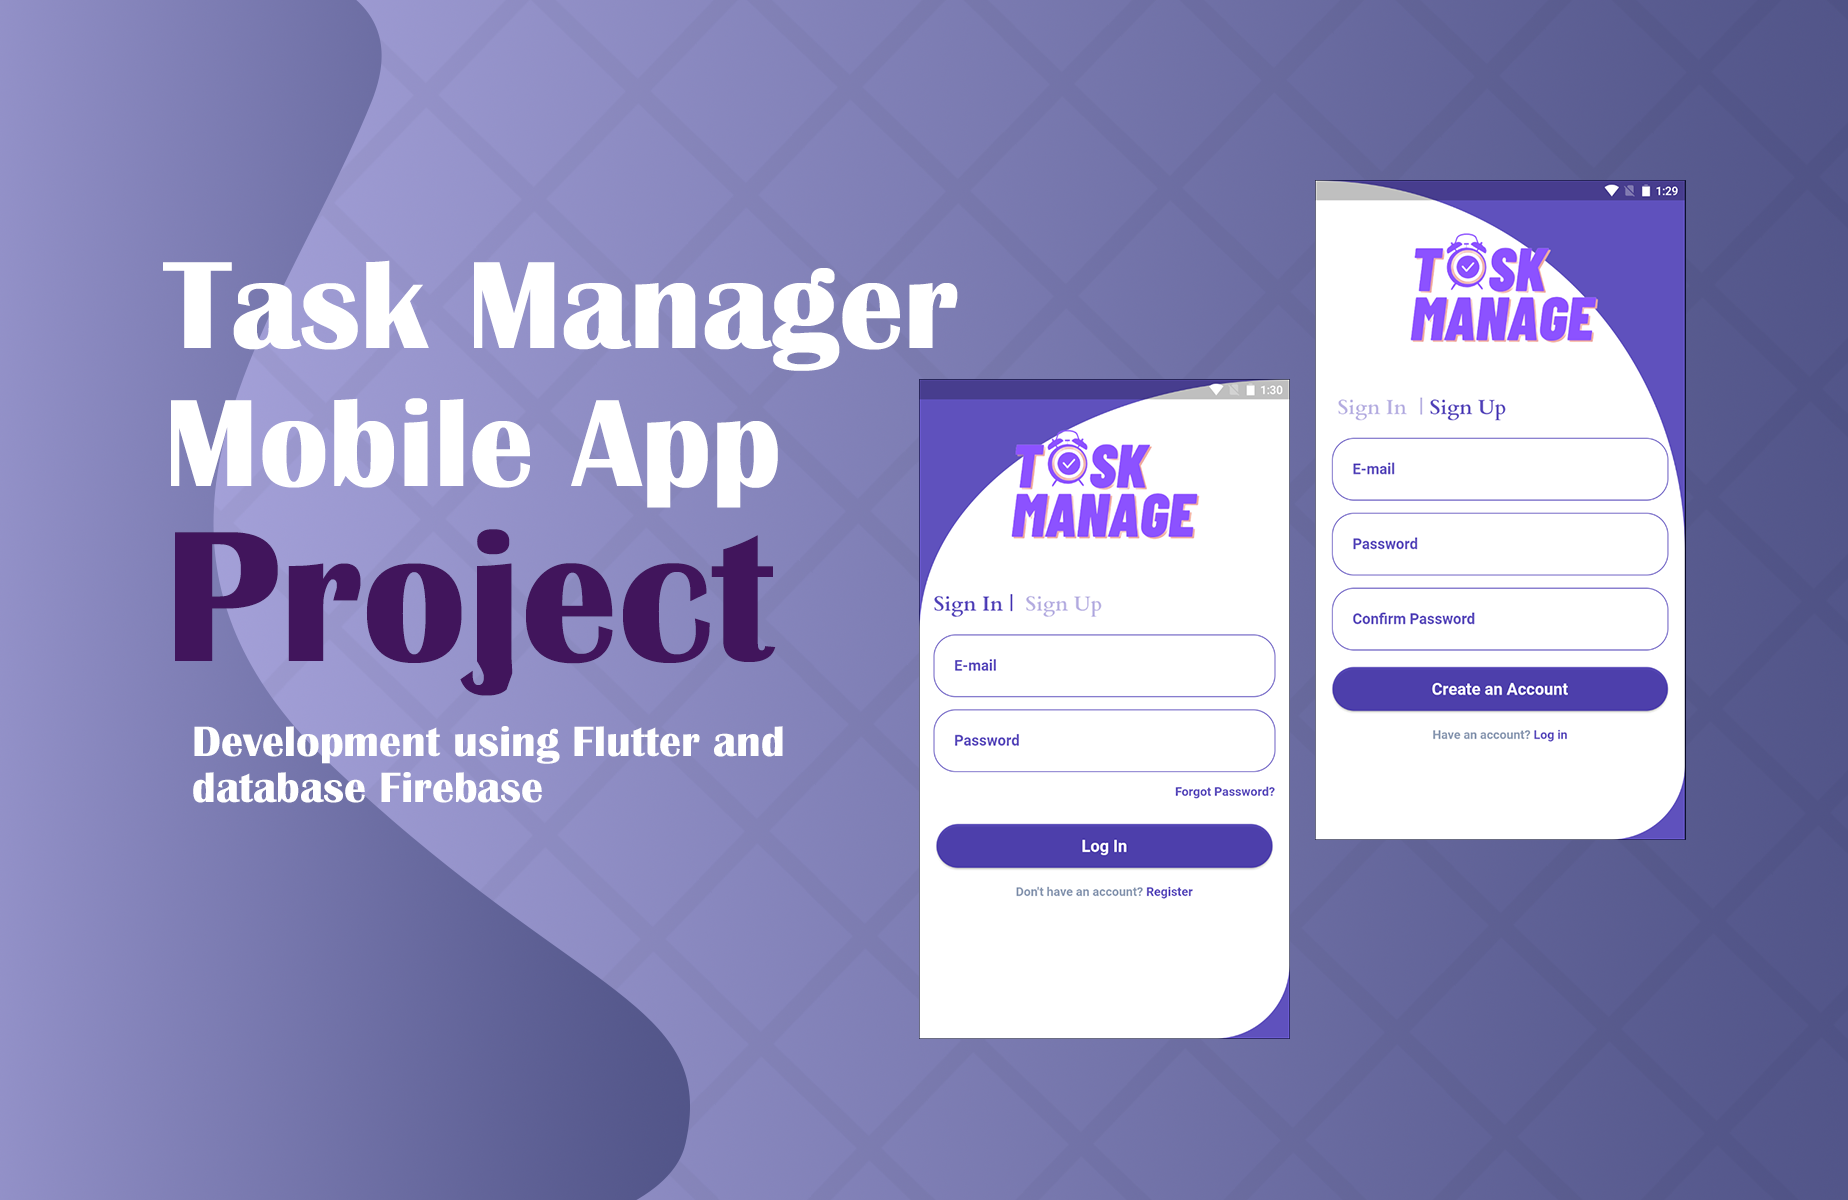 Task Manager
Mobile App
Project
Development using Flutter and
database Firebase
1:30
TASK
MANAGE
Sign In | Sign Up
E-mail
Password
Forgot Password?
Log In
Don't have an account? Register
1:29
TASK
MANAGE
Sign In | Sign Up
E-mail
Password
Confirm Password
Create an Account
Have an account? Log in